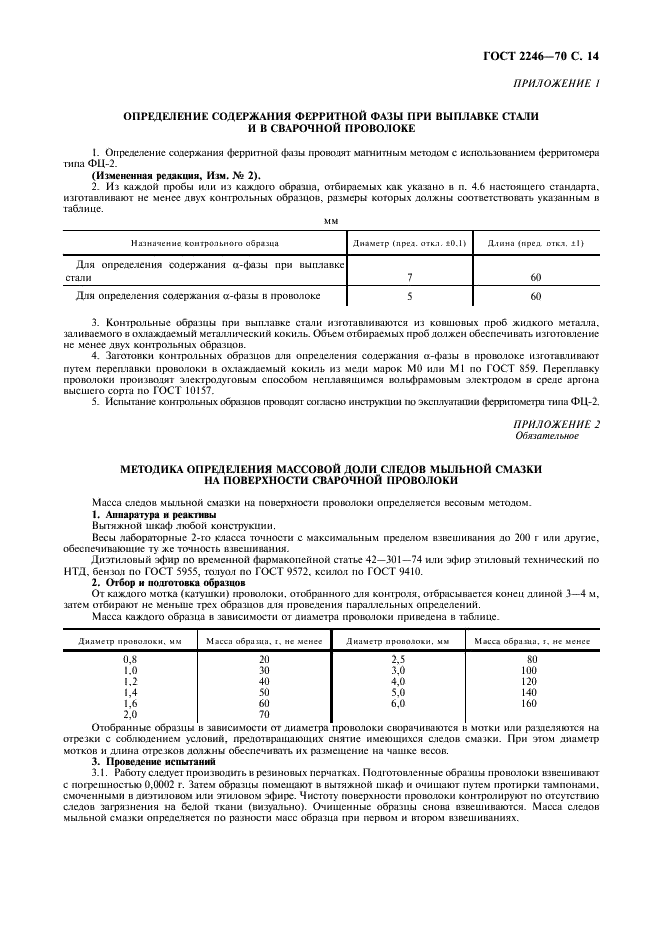 ГОСТ 2246—70 С. 14
ПРИЛОЖЕНИЕ 1
ОПРЕДЕЛЕНИЕ СОДЕРЖАНИЯ ФЕРРИТНОЙ ФАЗЫ ПРИ ВЫПЛАВКЕ СТАЛИ
И В СВАРОЧНОЙ ПРОВОЛОКЕ
1. Определение содержания ферритной фазы проводят магнитным методом с использованием ферритомера
типа ФЦ-2.
(Измененная редакция, Изм. № 2).
2. Из каждой пробы или из каждого образца, отбираемых как указано в п. 4.6 настоящего стандарта,
изготавливают не менее двух контрольных образцов, размеры которых должны соответствовать указанным в
таблице.
мм
Назначение контрольного образца Диаметр (пред. откл. ±0,1) Длина (пред. откл. ±1)
Для определения содержания α-фазы при выплавке
стали 7 60
Для определения содержания α-фазы в проволоке 5 60
3. Контрольные образцы при выплавке стали изготавливаются из ковшовых проб жидкого металла,
заливаемого в охлаждаемый металлический кокиль. Объем отбираемых проб должен обеспечивать изготовление
не менее двух контрольных образцов.
4. Заготовки контрольных образцов для определения содержания α-фазы в проволоке изготавливают
путем переплавки проволоки в охлаждаемый кокиль из меди марок М0 или М1 по ГОСТ 859. Переплавку
проволоки производят электродуговым способом неплавящимся вольфрамовым электродом в среде аргона
высшего сорта по ГОСТ 10157.
5. Испытание контрольных образцов проводят согласно инструкции по эксплуатации ферритометра типа ФЦ-2.
ПРИЛОЖЕНИЕ 2
Обязательное
МЕТОДИКА ОПРЕДЕЛЕНИЯ МАССОВОЙ ДОЛИ СЛЕДОВ МЫЛЬНОЙ СМАЗКИ
НА ПОВЕРХНОСТИ СВАРОЧНОЙ ПРОВОЛОКИ
Масса следов мыльной смазки на поверхности проволоки определяется весовым методом.
1. Аппаратура и реактивы
Вытяжной шкаф любой конструкции.
Весы лабораторные 2-го класса точности с максимальным пределом взвешивания до 200 г или другие,
обеспечивающие ту же точность взвешивания.
Диэтиловый эфир по временной фармакопейной статье 42—301—74 или эфир этиловый технический по
НТД, бензол по ГОСТ 5955, толуол по ГОСТ 9572, ксилол по ГОСТ 9410.
2. Отбор и подготовка образцов
От каждого мотка (катушки) проволоки, отобранного для контроля, отбрасывается конец длиной 3—4 м,
затем отбирают не меньше трех образцов для проведения параллельных определений.
Масса каждого образца в зависимости от диаметра проволоки приведена в таблице.
Диаметр проволоки, мм Масса образца, г, не менее Диаметр проволоки, мм Масса образца, г, не менее
0,8 20 2,5 80
1,0 30 3,0 100
1,2 40 4,0 120
1,4 50 5,0 140
1,6 60 6,0 160
2,0 70
Отобранные образцы в зависимости от диаметра проволоки сворачиваются в мотки или разделяются на
отрезки с соблюдением условий, предотвращающих снятие имеющихся следов смазки. При этом диаметр
мотков и длина отрезков должны обеспечивать их размещение на чашке весов.
3. Проведение испытаний
3.1. Работу следует производить в резиновых перчатках. Подготовленные образцы проволоки взвешивают
с погрешностью 0,0002 г. Затем образцы помещают в вытяжной шкаф и очищают путем протирки тампонами,
смоченными в диэтиловом или этиловом эфире. Чистоту поверхности проволоки контролируют по отсутствию
следов загрязнения на белой ткани (визуально). Очищенные образцы снова взвешиваются. Масса следов
мыльной смазки определяется по разности масс образца при первом и втором взвешиваниях.